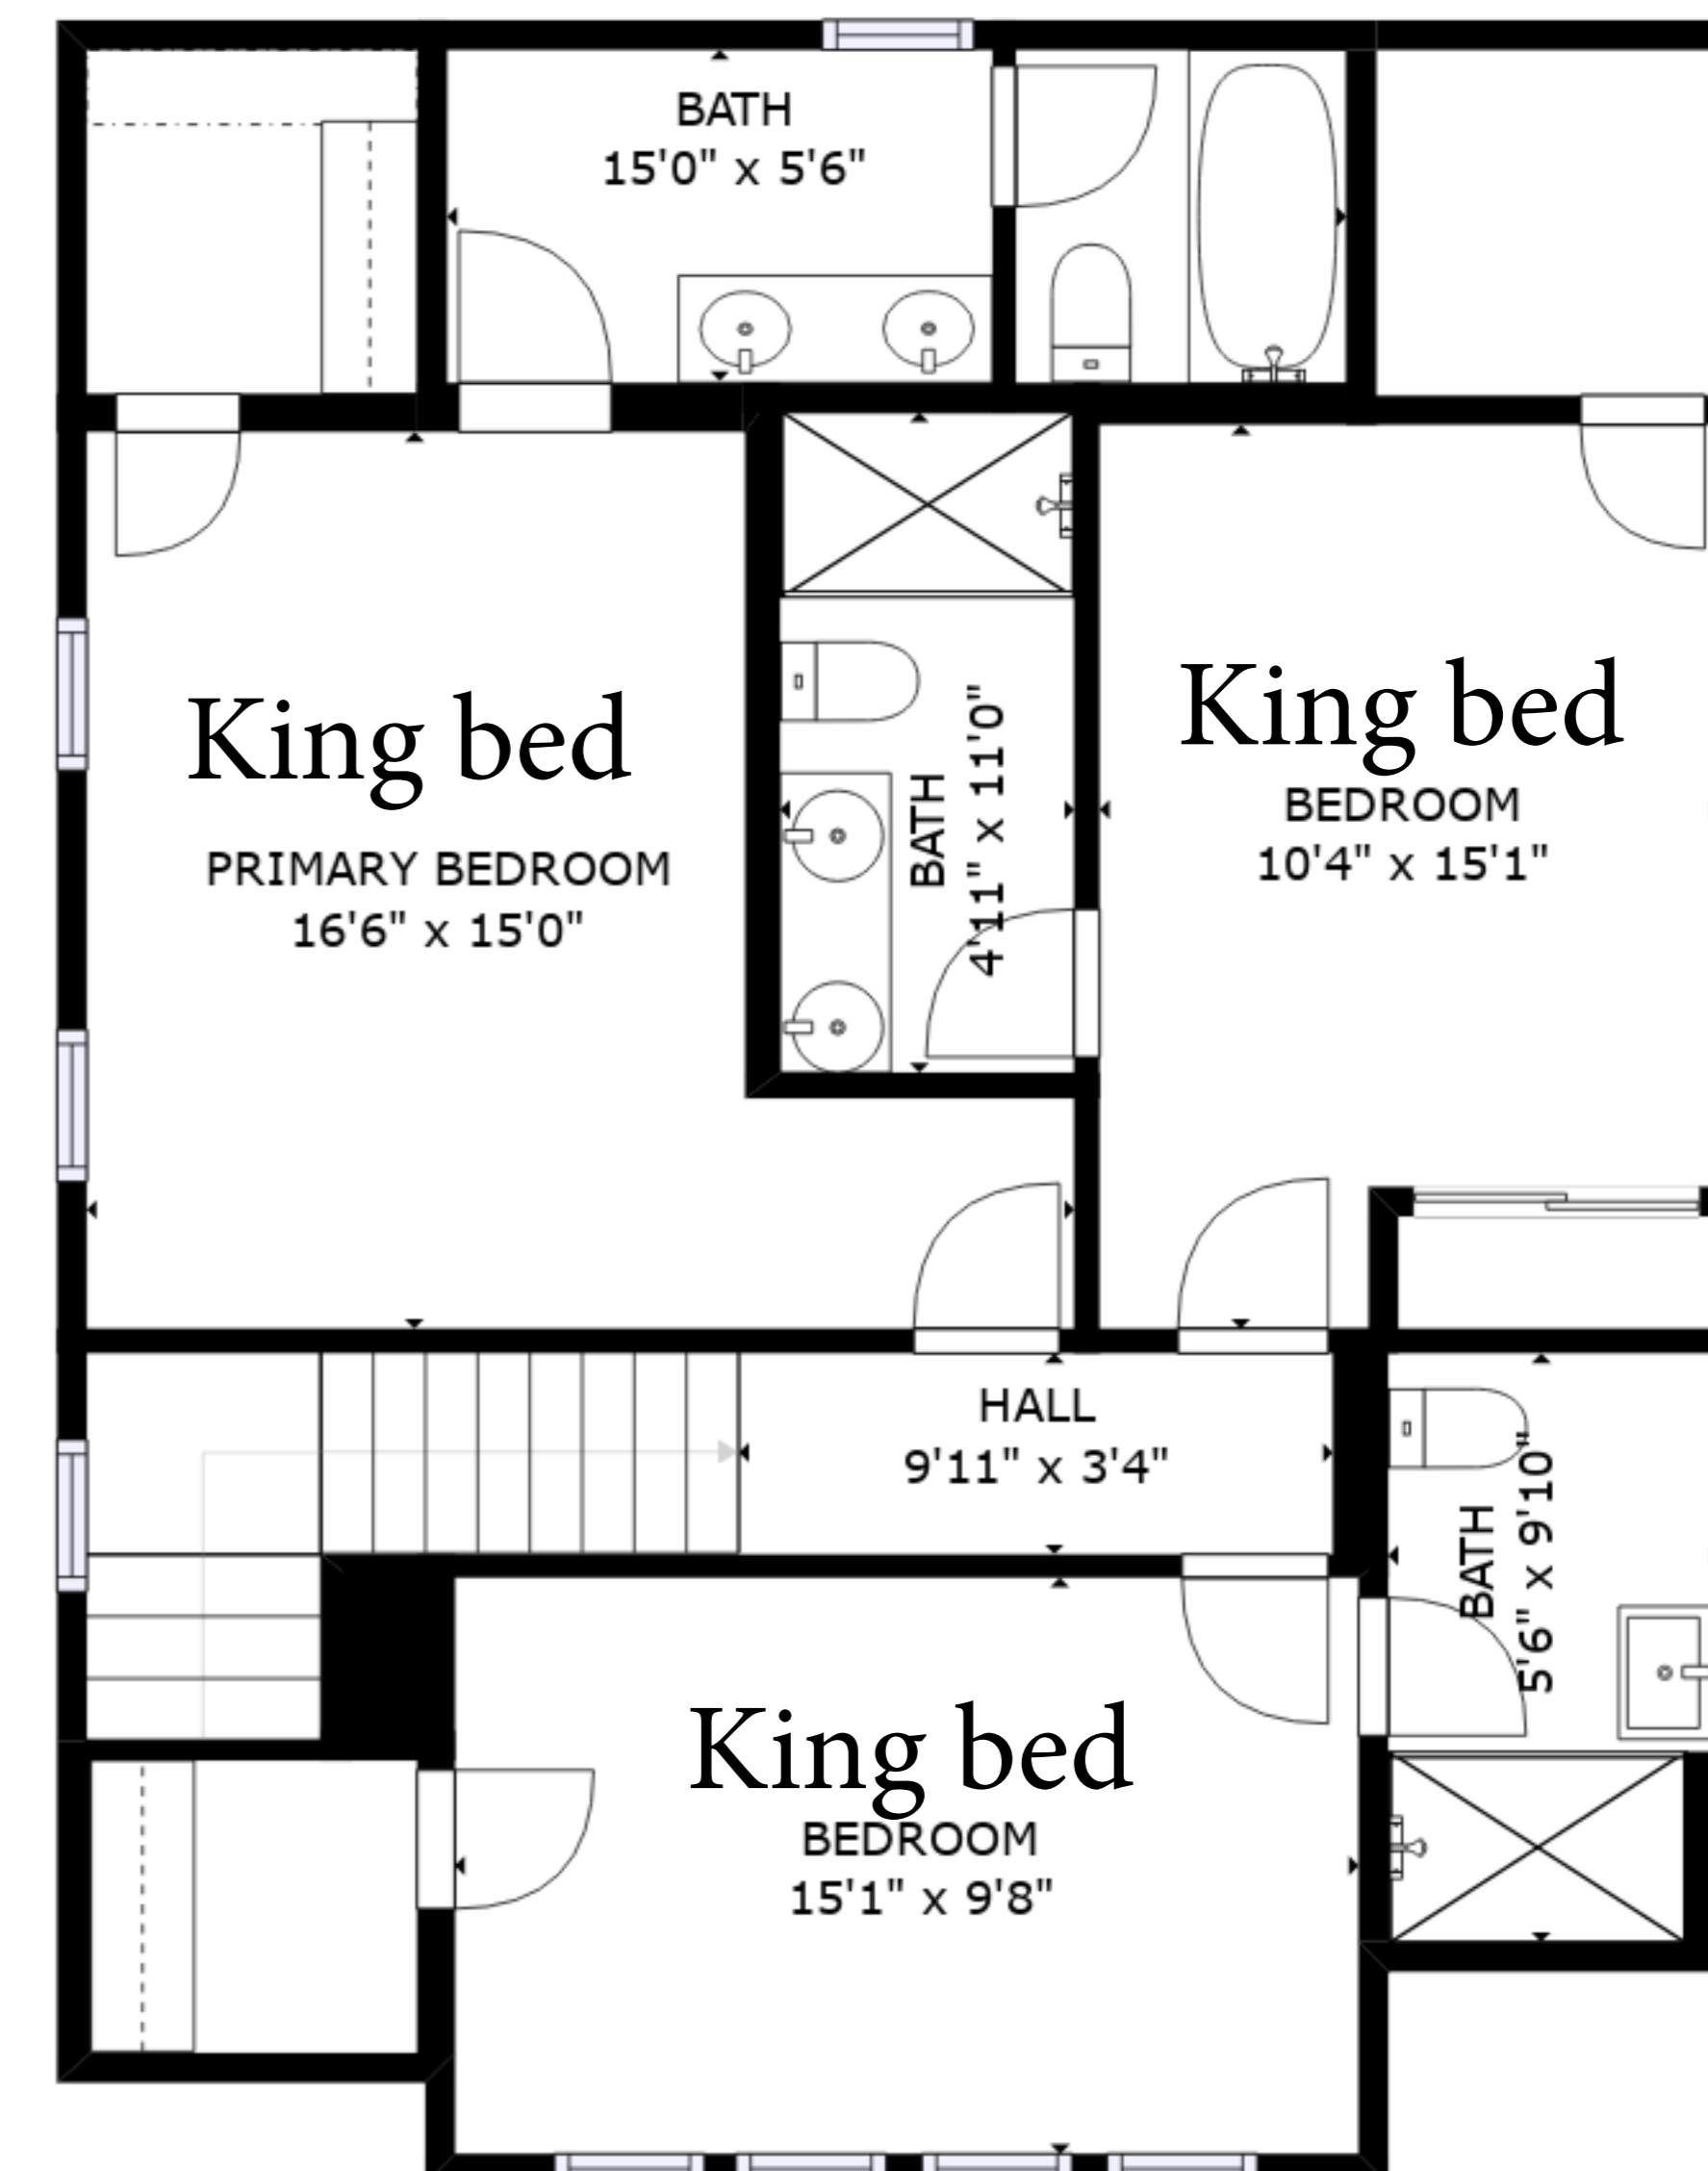 BATH
15'0" x 5'6"
King bed
PRIMARY BEDROOM
16'6" x 15'0"
BATH
4'11" x 11'0"
King bed
BEDROOM
10'4" x 15'1"
HALL
9'11" x 3'4"
BATH
5'6" x 9'10"
King bed
BEDROOM
15'1" x 9'8"